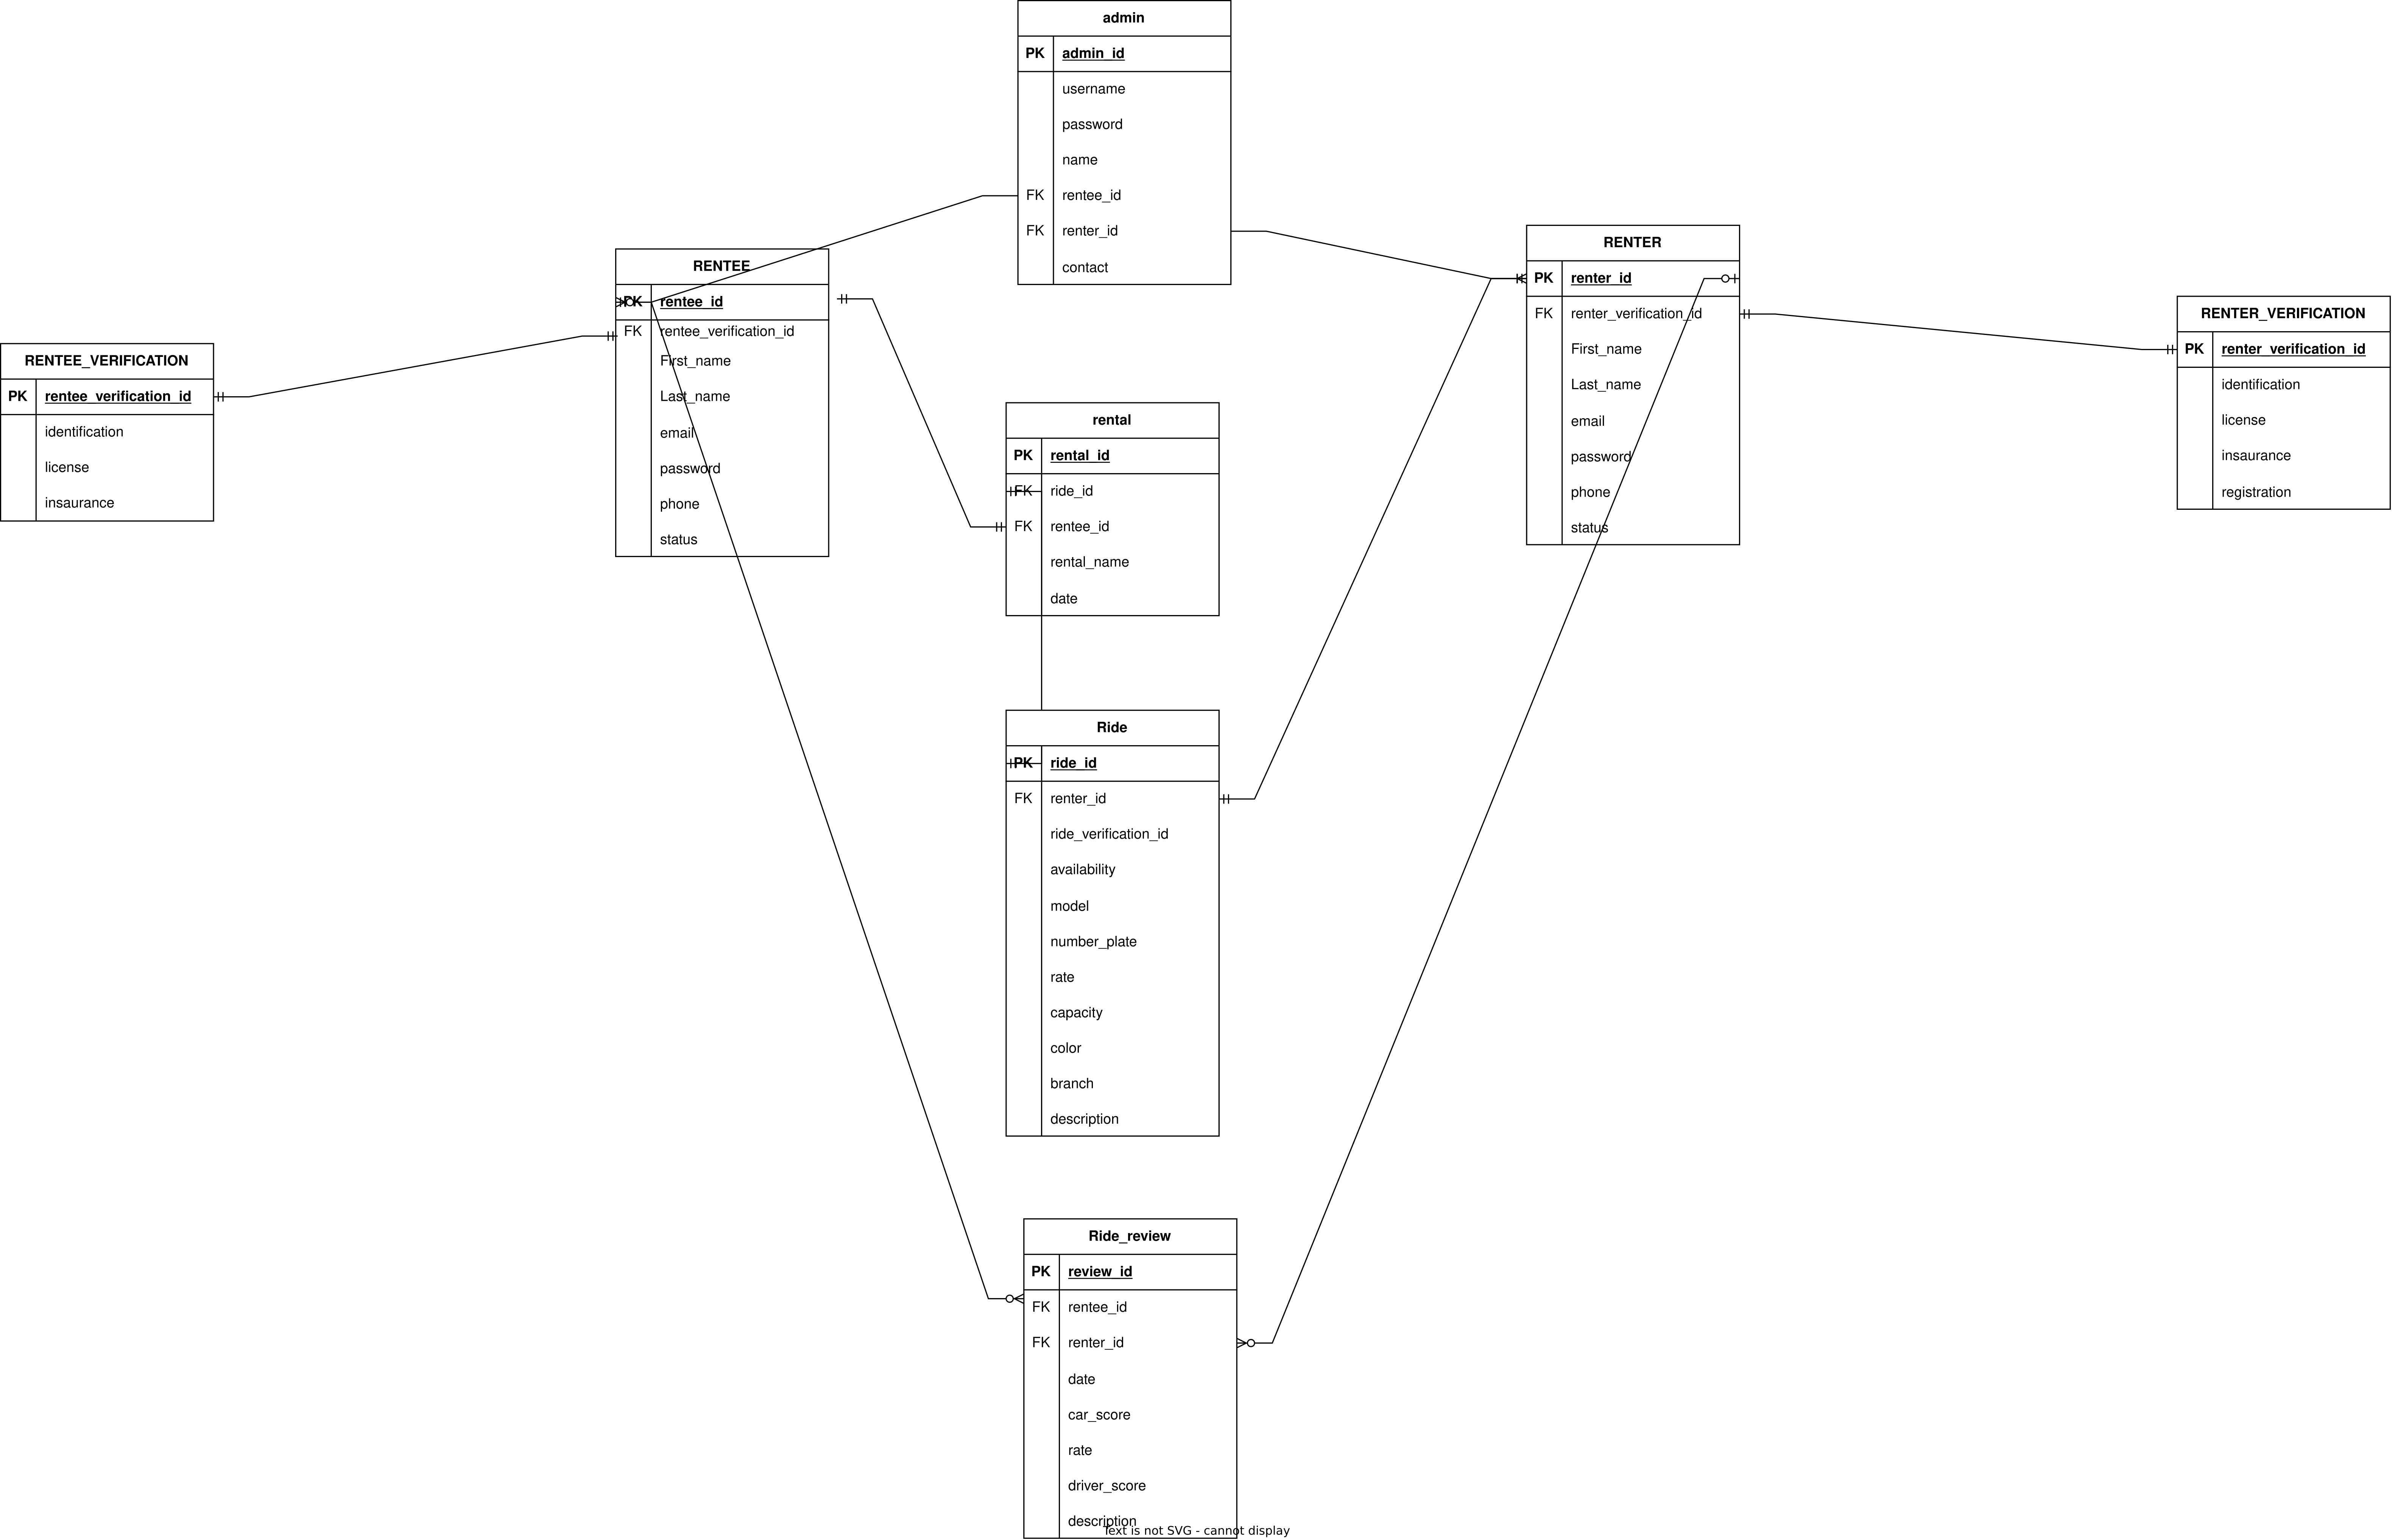 admin
PK admin_id
username
password
name
FK rentee_id
FK renter_id
contact
RENTEE
PK rentee_id
FK rentee_verification_id
First_name
Last_name
email
password
phone
status
RENTER
PK renter_id
FK renter_verification_id
First_name
Last_name
email
password
phone
status
RENTEE_VERIFICATION
PK rentee_verification_id
identification
license
insaurance
RENTER_VERIFICATION
PK renter_verification_id
identification
license
insaurance
registration
rental
PK rental_id
FK ride_id
FK rentee_id
rental_name
date
Ride
PK ride_id
FK renter_id
ride_verification_id
availability
model
number_plate
rate
capacity
color
branch
description
Ride_review
PK review_id
FK rentee_id
FK renter_id
date
car_score
rate
driver_score
description
Text is not SVG - cannot display